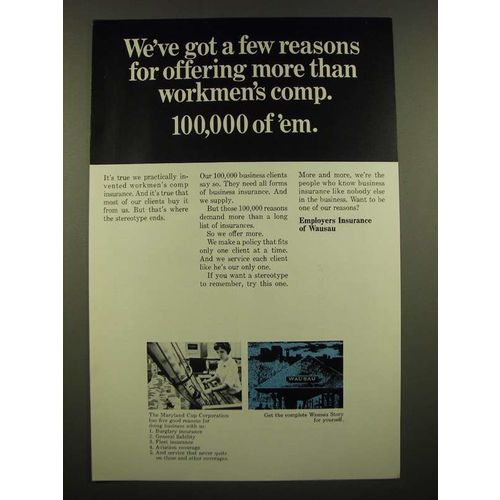 We've got a few reasons
for offering more than
workmen's comp.
100,000 of 'em.
It's true we practically in-
vented workmen's comp
insurance. And it's true that
most of our clients buy
it from us. But that's where
the stereotype ends.
Our 100,000 business clients
say so. They need all forms
of business insurance. And
we supply.
But those 100,000 reasons
demand more than a long
list of insurances.
So we offer more.
We make a policy that fits
only one client at a time.
And we service each client
like he's our only one.
If you want a stereotype
to remember, try this one.
More and more, we're the
people who know business
insurance like nobody else
in the business. Want to be
one of our reasons?
Employers Insurance
of Wausau
The Maryland Cup Corporation
has five good reasons for
doing business with us:
1. Burglary insurance
2. General liability
3. Fleet insurance
4. Aviation coverage
5. And service that never quits
on these and other coverages.
WAUSAU
Get the complete Wausau Story
for yourself.